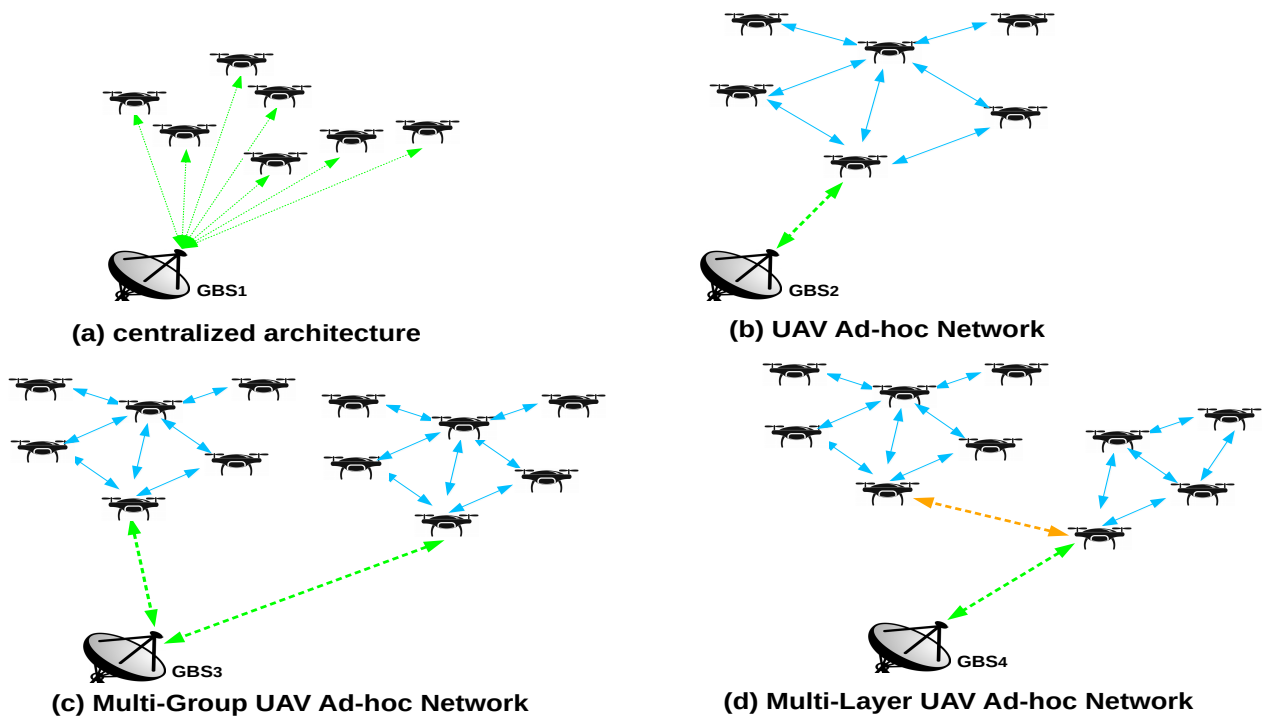 GBS1
(a) centralized architecture
GBS2
(b) UAV Ad-hoc Network
GBS3
(c) Multi-Group UAV Ad-hoc Network
GBS4
(d) Multi-Layer UAV Ad-hoc Network